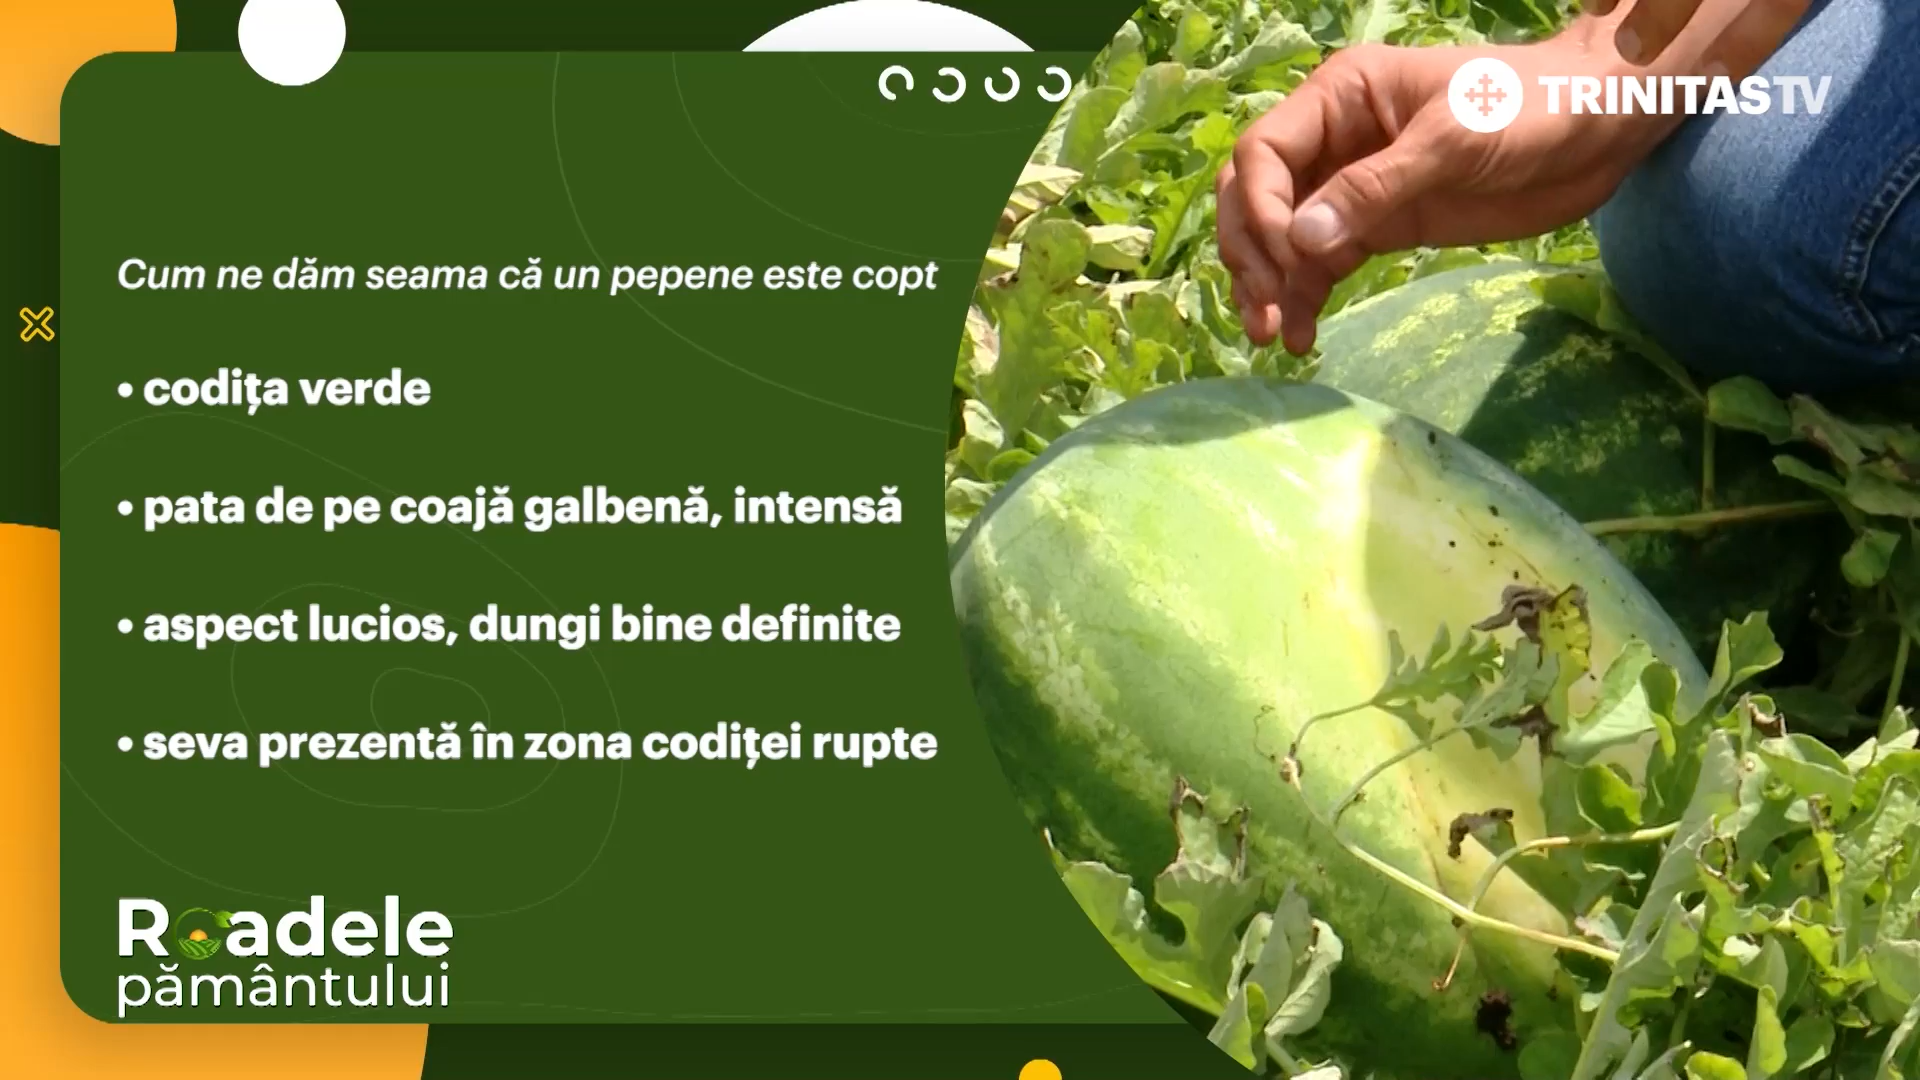 TRINITAS TV
Cum ne dăm seama că un pepene este copt
• codița verde
• pata de pe coajă galbenă, intensă
• aspect lucios, dungi bine definite
• seva prezentă în zona codiței rupte
Roadele
pământului